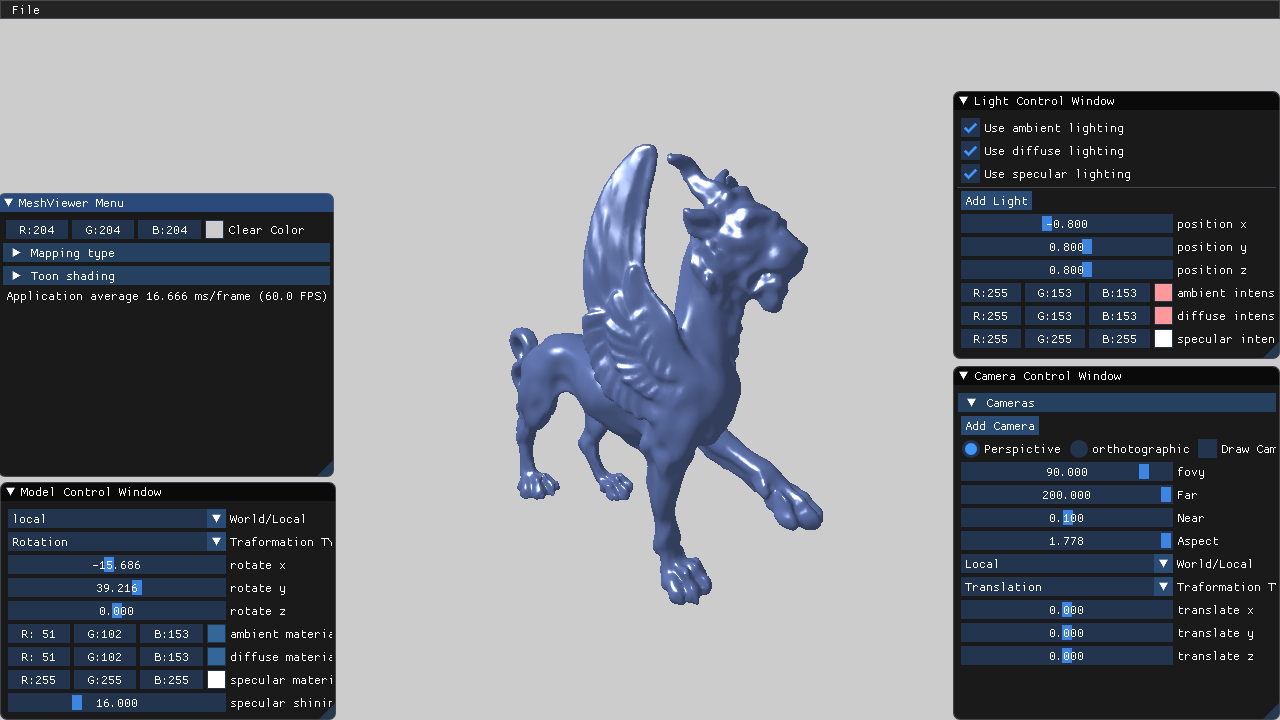 File
MeshViewer Menu
R:204 G:204 B:204 Clear Color
Mapping type
Toon shading
Application average 16.666 ms/frame (60.0 FPS)
Model Control Window
local World/Local
Rotation Traformation Ty
-15.686 rotate x
39.216 rotate y
0.000 rotate z
R: 51 G:102 B:153 ambient materia
R: 51 G:102 B:153 diffuse materia
R:255 G:255 B:255 specular materi
16.000 specular shinin
Light Control Window
Use ambient lighting
Use diffuse lighting
Use specular lighting
Add Light
-0.800 position x
0.800 position y
0.800 position z
R:255 G:153 B:153 ambient intens
R:255 G:153 B:153 diffuse intens
R:255 G:255 B:255 specular inten
Camera Control Window
Cameras
Add Camera
Perspictive orthotographic Draw Cam
90.000 fovy
200.000 Far
0.100 Near
1.778 Aspect
Local World/Local
Translation Traformation T
0.000 translate x
0.000 translate y
0.000 translate z